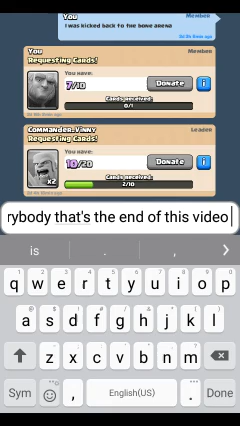 You
Member
I was kicked back to the bone arena
You
Member
Requesting Cards!
You have:
7/10
Donate
i
Cards received:
0/1
Commander_Vinny
Leader
Requesting Cards!
You have:
10/20
Donate
i
x2
Cards received:
2/10
rybody that's the end of this video
is . ,
q w e r t y u i o p
a s d f g h j k l
z x c v b n m
Sym , English(US) . Done